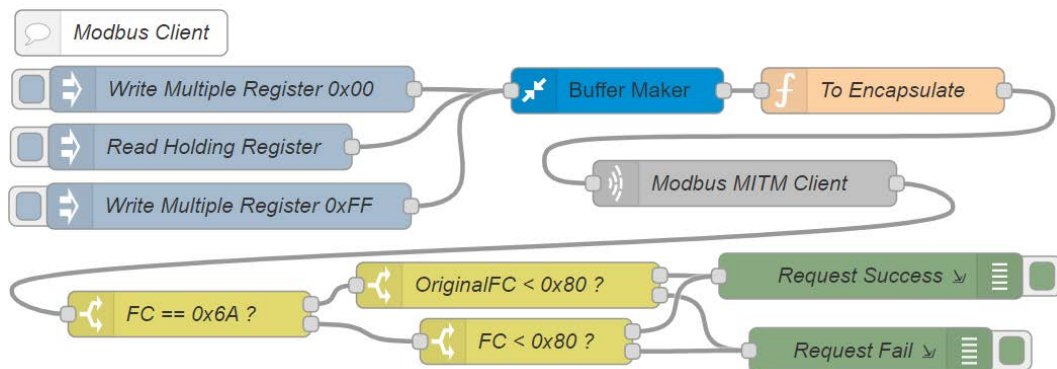 Modbus Client
Write Multiple Register 0x00
Buffer Maker
To Encapsulate
Read Holding Register
Modbus MITM Client
Write Multiple Register 0xFF
OriginalFC < 0x80 ?
Request Success ⇲
FC == 0x6A ?
FC < 0x80 ?
Request Fail ⇲